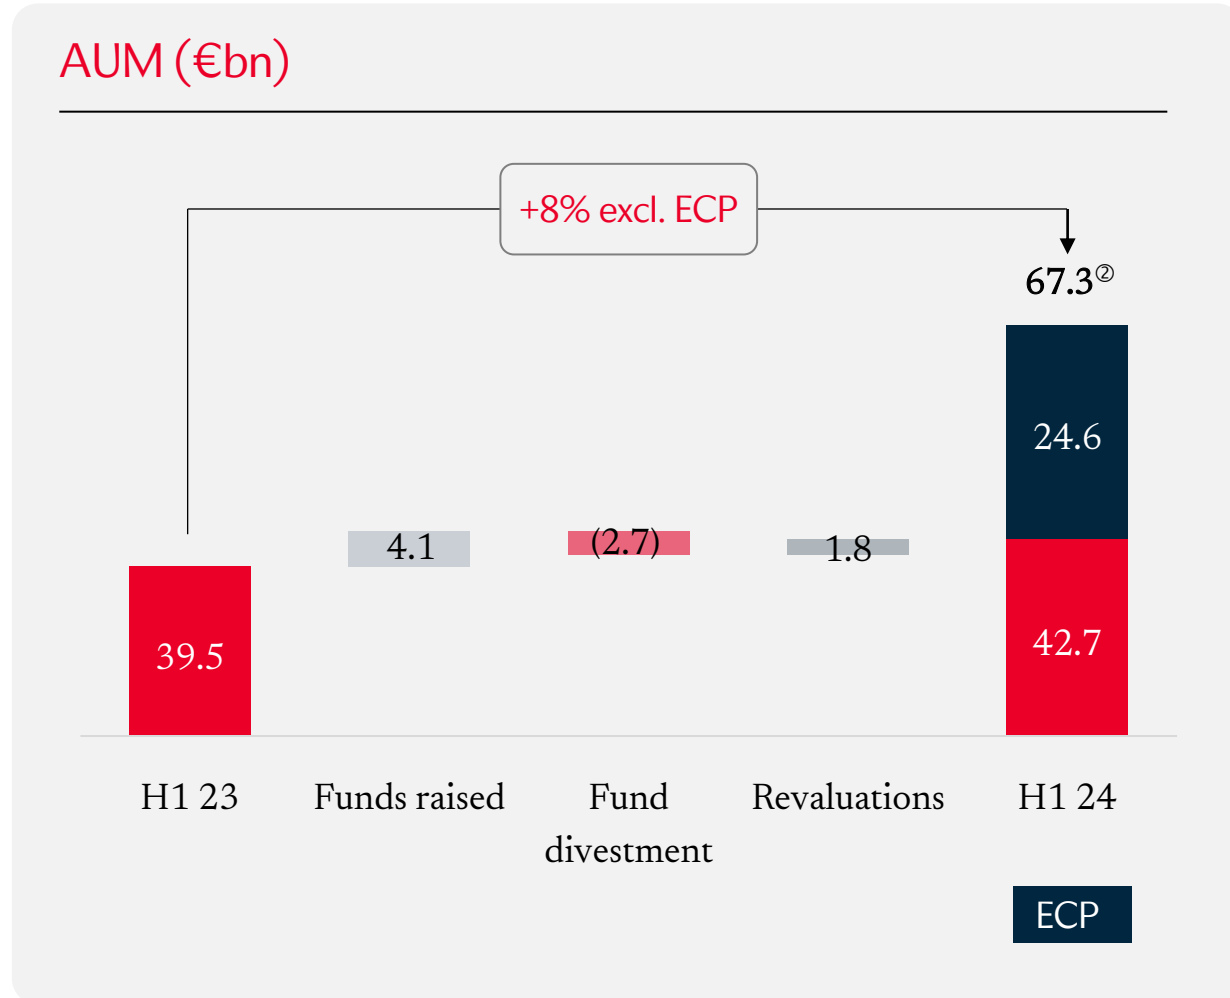 AUM (€bn)
+8% excl. ECP
67.3②
24.6
4.1
(2.7)
1.8
39.5
42.7
H1 23
Funds raised
Fund
divestment
Revaluations
H1 24
ECP